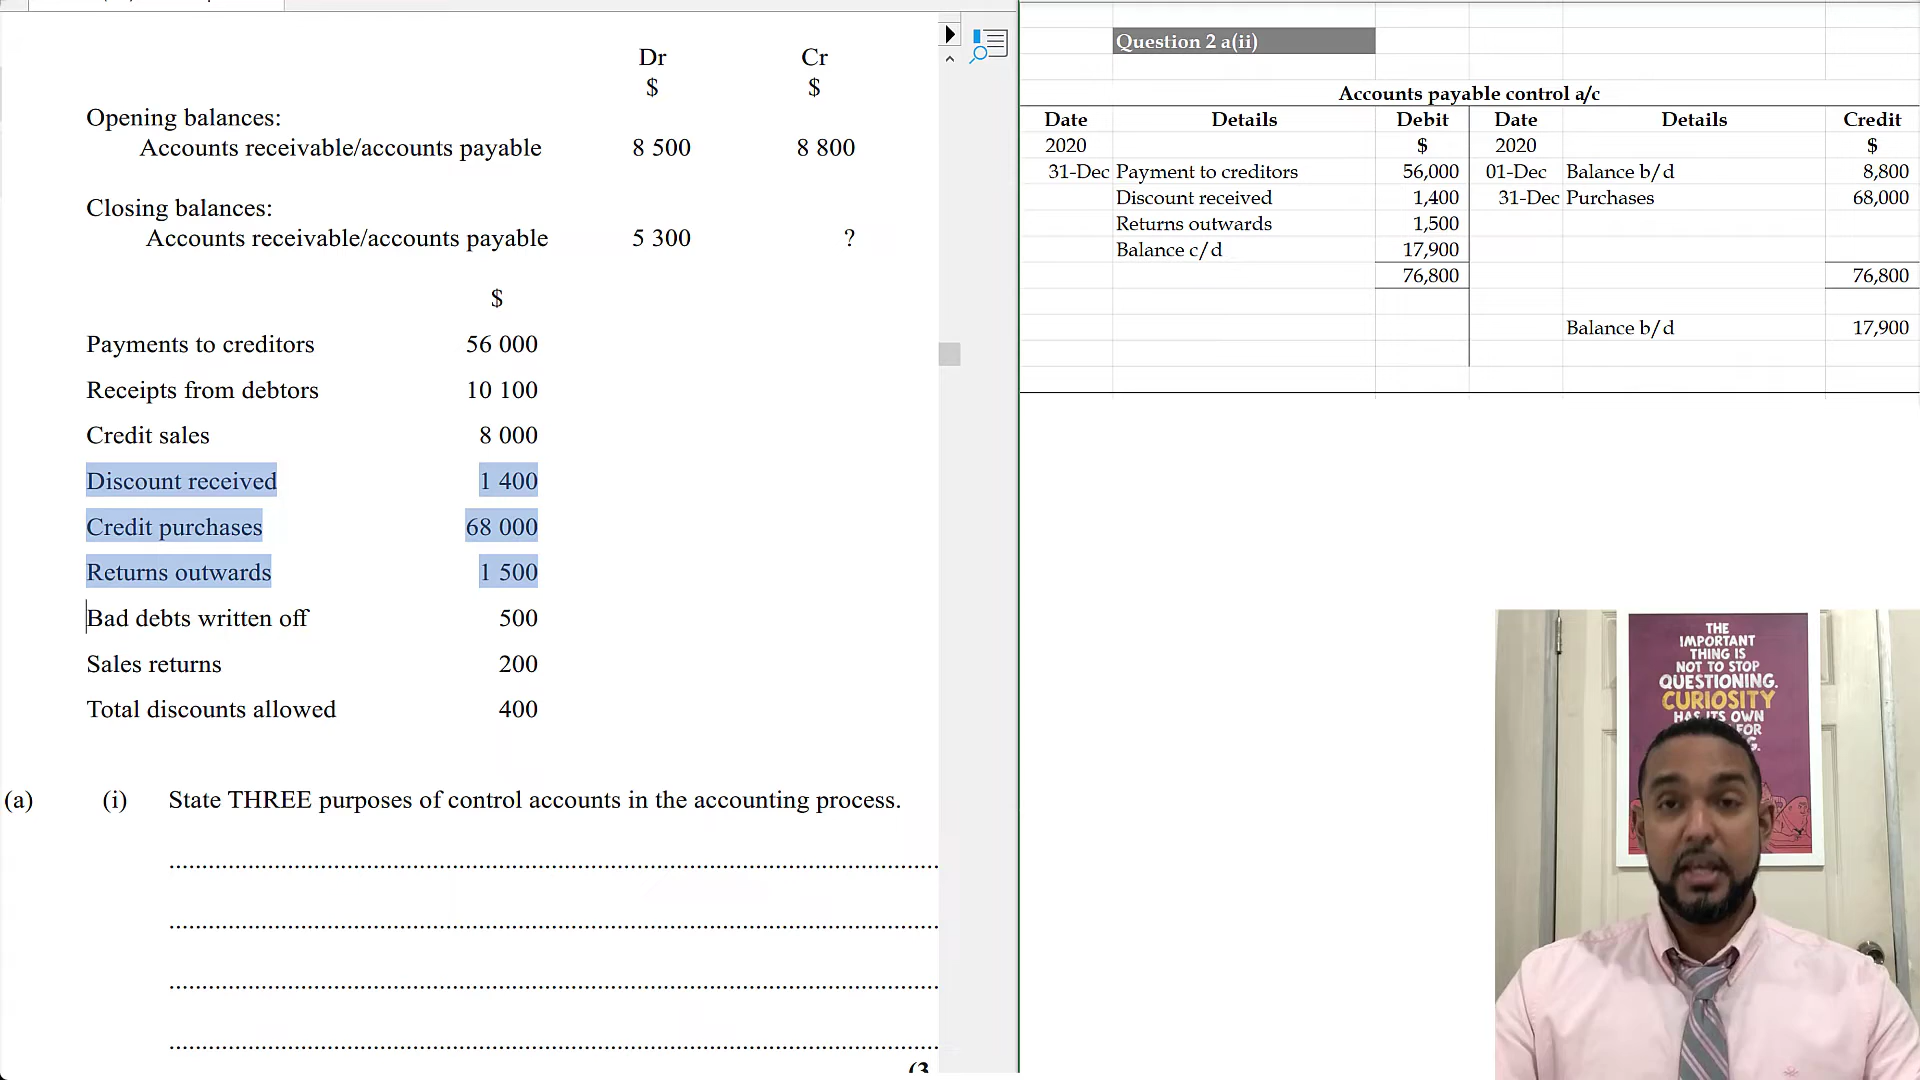 Dr Cr
$ $
Opening balances:
Accounts receivable/accounts payable 8 500 8 800
Closing balances:
Accounts receivable/accounts payable 5 300 ?
$
Payments to creditors 56 000
Receipts from debtors 10 100
Credit sales 8 000
Discount received 1 400
Credit purchases 68 000
Returns outwards 1 500
Bad debts written off 500
Sales returns 200
Total discounts allowed 400
(a) (i) State THREE purposes of control accounts in the accounting process.
(3
Question 2 a(ii)
Accounts payable control a/c
Date Details Debit Date Details Credit
2020 $ 2020 $
31-Dec Payment to creditors 56,000 01-Dec Balance b/d 8,800
Discount received 1,400 31-Dec Purchases 68,000
Returns outwards 1,500
Balance c/d 17,900
76,800 76,800
Balance b/d 17,900
THE
IMPORTANT
THING IS
NOT TO STOP
QUESTIONING.
CURIOSITY
HAS ITS OWN
FOR